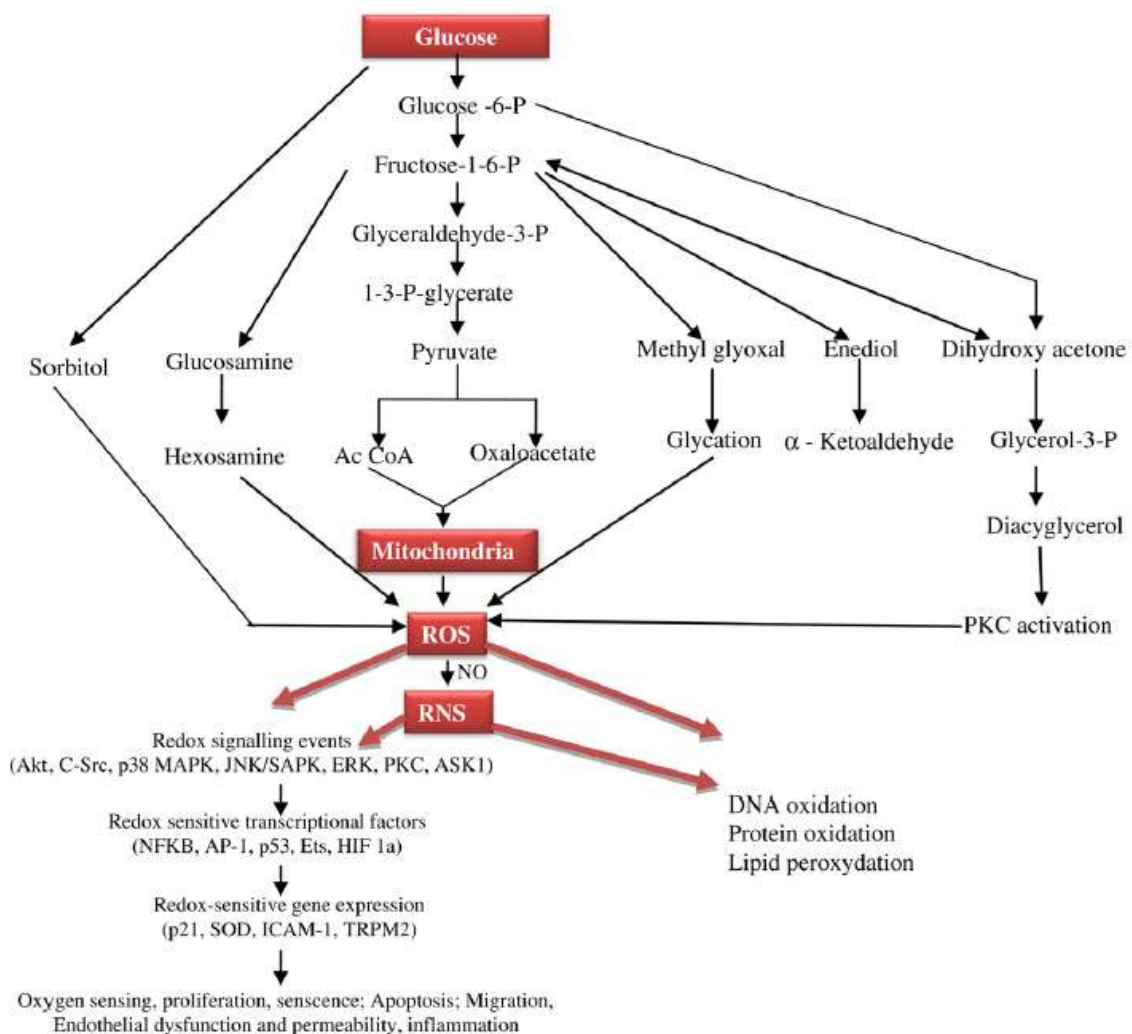 Glucose
Glucose -6-P
Fructose-1-6-P
Glyceraldehyde-3-P
1-3-P-glycerate
Sorbitol
Glucosamine
Pyruvate
Methyl glyoxal
Enediol
Dihydroxy acetone
Hexosamine
Ac CoA
Oxaloacetate
Glycation
α - Ketoaldehyde
Glycerol-3-P
Diacyglycerol
Mitochondria
ROS
PKC activation
NO
RNS
Redox signalling events
(Akt, C-Src, p38 MAPK, JNK/SAPK, ERK, PKC, ASK1)
Redox sensitive transcriptional factors
(NFKB, AP-1, p53, Ets, HIF 1a)
Redox-sensitive gene expression
(p21, SOD, ICAM-1, TRPM2)
Oxygen sensing, proliferation, senscence; Apoptosis; Migration,
Endothelial dysfunction and permeability, inflammation
DNA oxidation
Protein oxidation
Lipid peroxydation